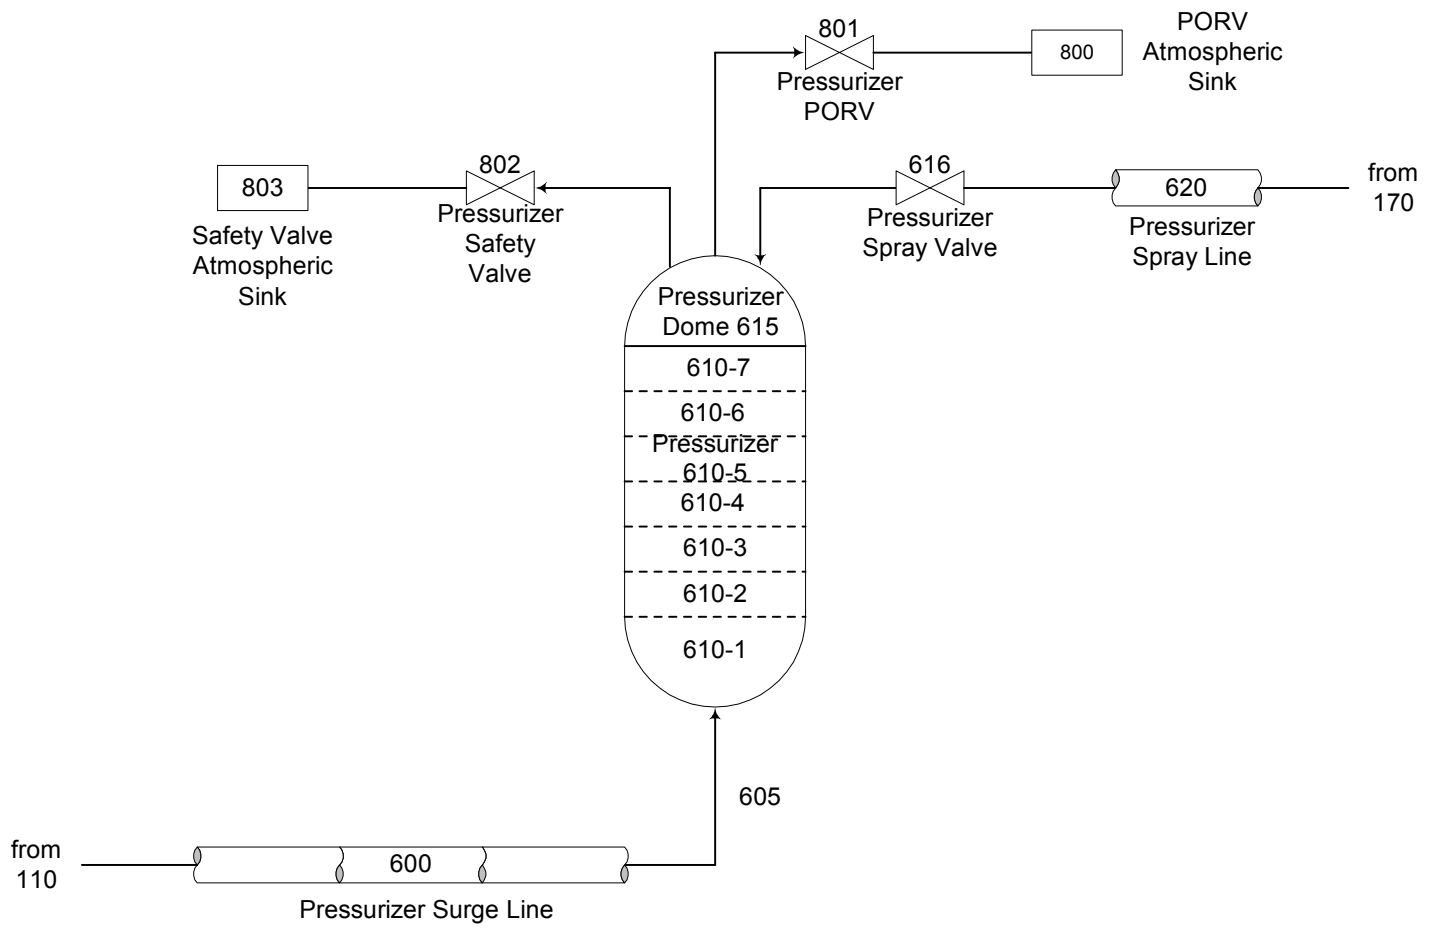 801
PORV
Atmospheric
Sink
800
Pressurizer
PORV
802
803
Pressurizer
Safety
Valve
Safety Valve
Atmospheric
Sink
616
620
from
170
Pressurizer
Spray Valve
Pressurizer
Spray Line
Pressurizer
Dome 615
610-7
610-6
Pressurizer
610-5
610-4
610-3
610-2
610-1
605
from
110
600
Pressurizer Surge Line